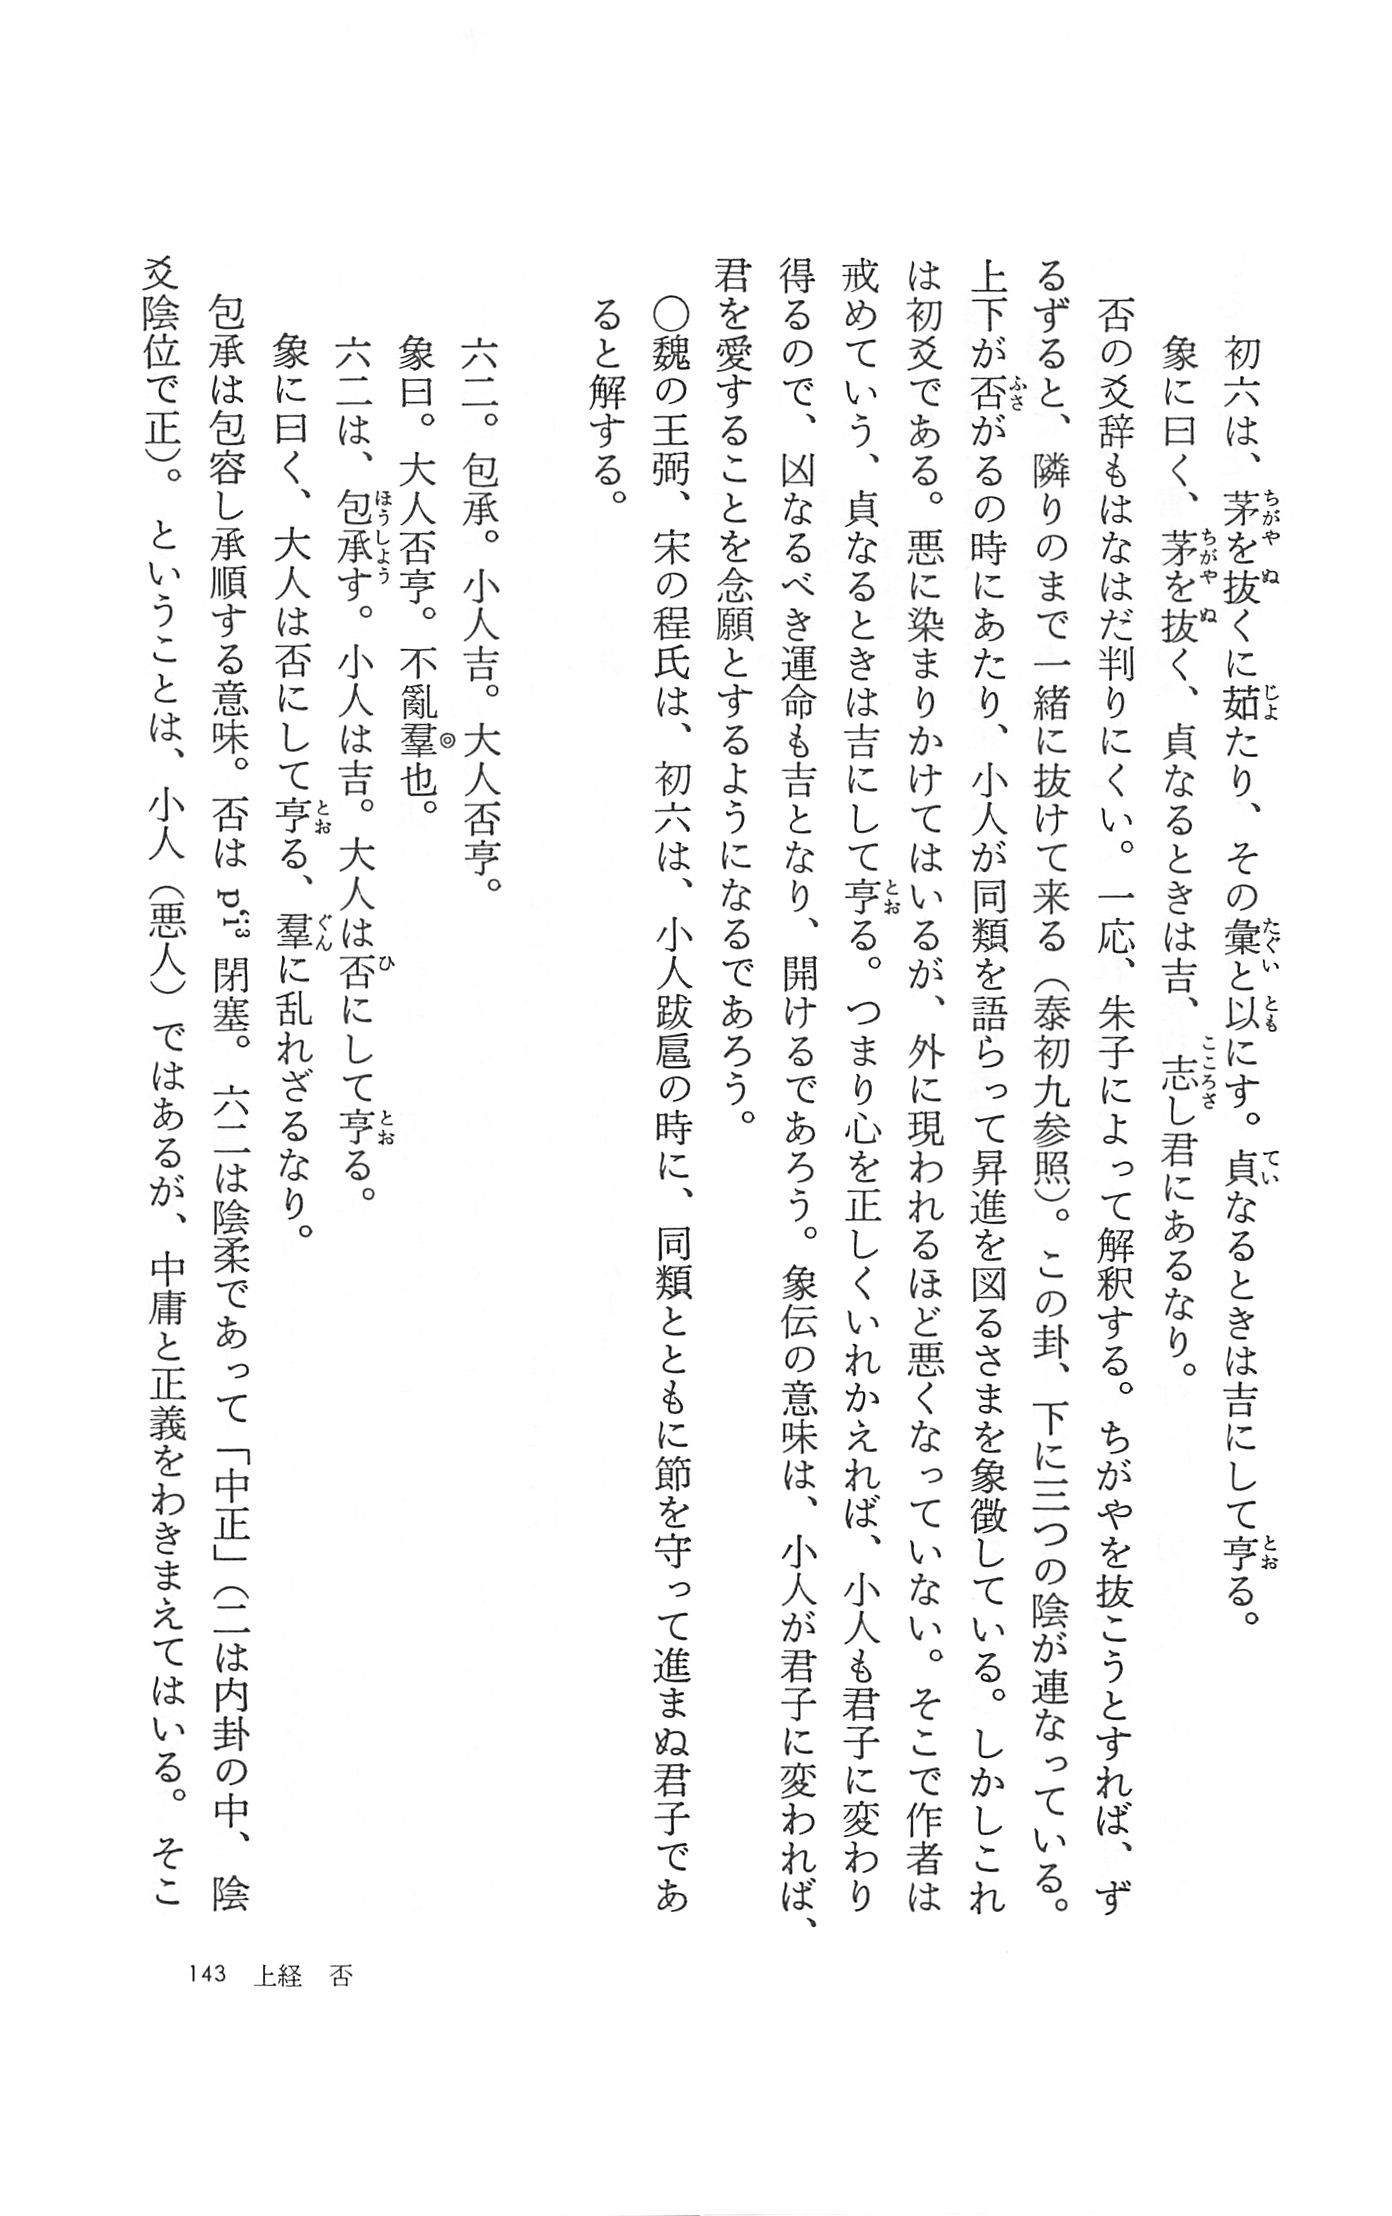 初六は、茅を抜くに茹たり、その彙と以にす。貞なるときは吉にして亨る。
象に曰く、茅を抜く、貞なるときは吉、志し君にあるなり。
否の爻辞もはなはだ判りにくい。一応、朱子によって解釈する。ちがやを抜こうとすれば、ず
るずると、隣りのまで一緒に抜けて来る（泰初九参照）。この卦、下に三つの陰が連なっている。
上下が否がるの時にあたり、小人が同類を語らって昇進を図るさまを象徴している。しかしこれ
は初爻である。悪に染まりかけてはいるが、外に現われるほど悪くなっていない。そこで作者は
戒めていう、貞なるときは吉にして亨る。つまり心を正しくいれかえれば、小人も君子に変わり
得るので、凶なるべき運命も吉となり、開けるであろう。象伝の意味は、小人が君子に変われば、
君を愛することを念願とするようになるであろう。
〇魏の王弼、宋の程氏は、初六は、小人跋扈の時に、同類とともに節を守って進まぬ君子であ
ると解する。
六二。包承。小人吉。大人否亨。
象曰。大人否亨。不亂羣也。
六二は、包承す。小人は吉。大人は否にして亨る。
象に曰く、大人は否にして亨る、羣に乱れざるなり。
包承は包容し承順する意味。否は p‘i³ 閉塞。六二は陰柔であって「中正」（二は内卦の中、陰
爻陰位で正）。ということは、小人（悪人）ではあるが、中庸と正義をわきまえてはいる。そこ
143 上経 否